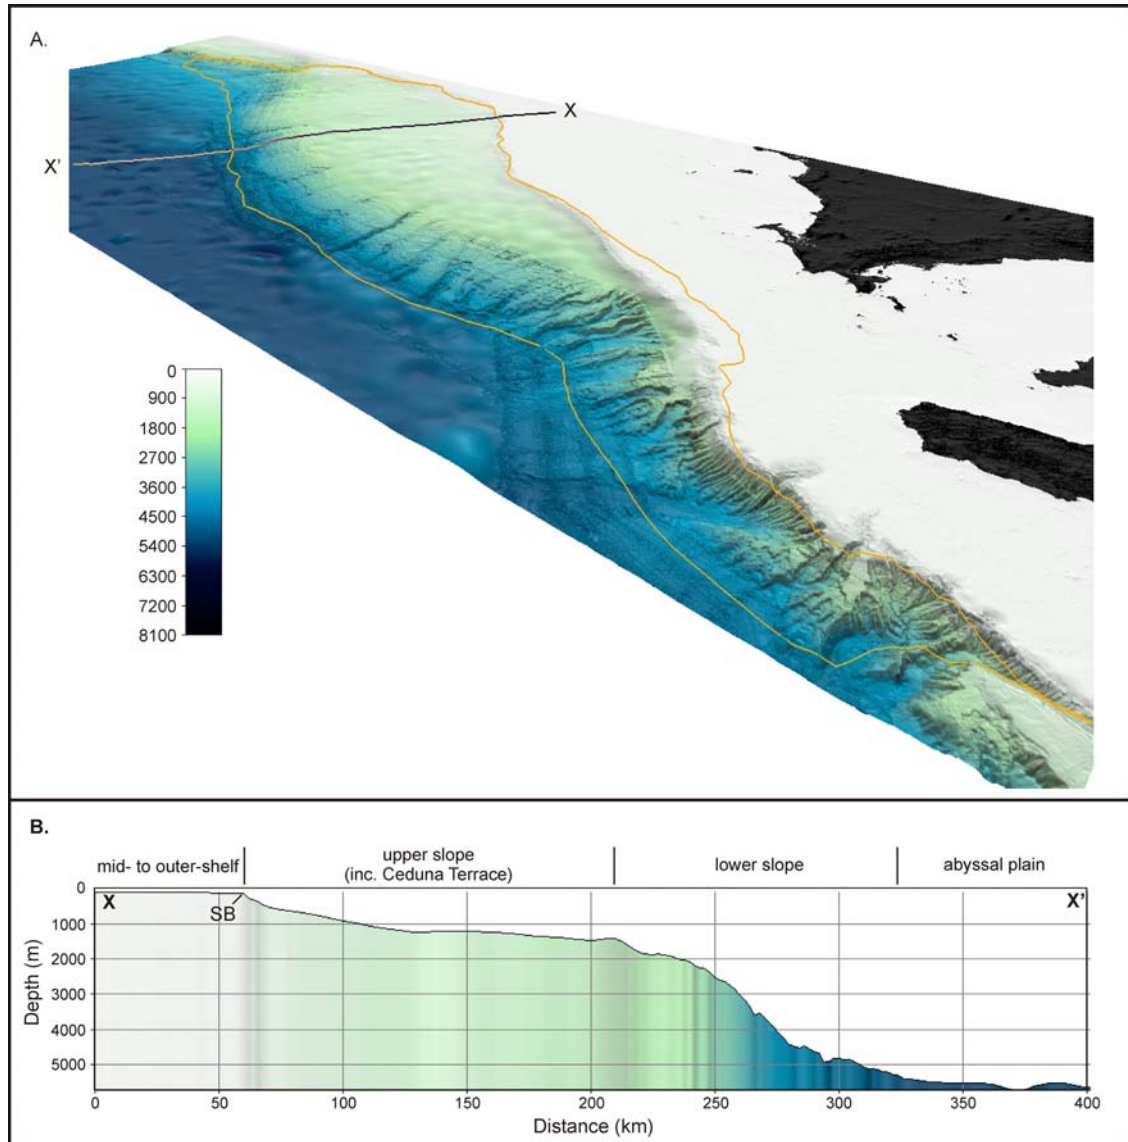 A.
X
X'
0
900
1800
2700
3600
4500
5400
6300
7200
8100
B.
mid- to outer-shelf
upper slope
(inc. Ceduna Terrace)
lower slope
abyssal plain
X
SB
X'
0
1000
2000
3000
4000
5000
Depth (m)
0 50 100 150 200 250 300 350 400
Distance (km)